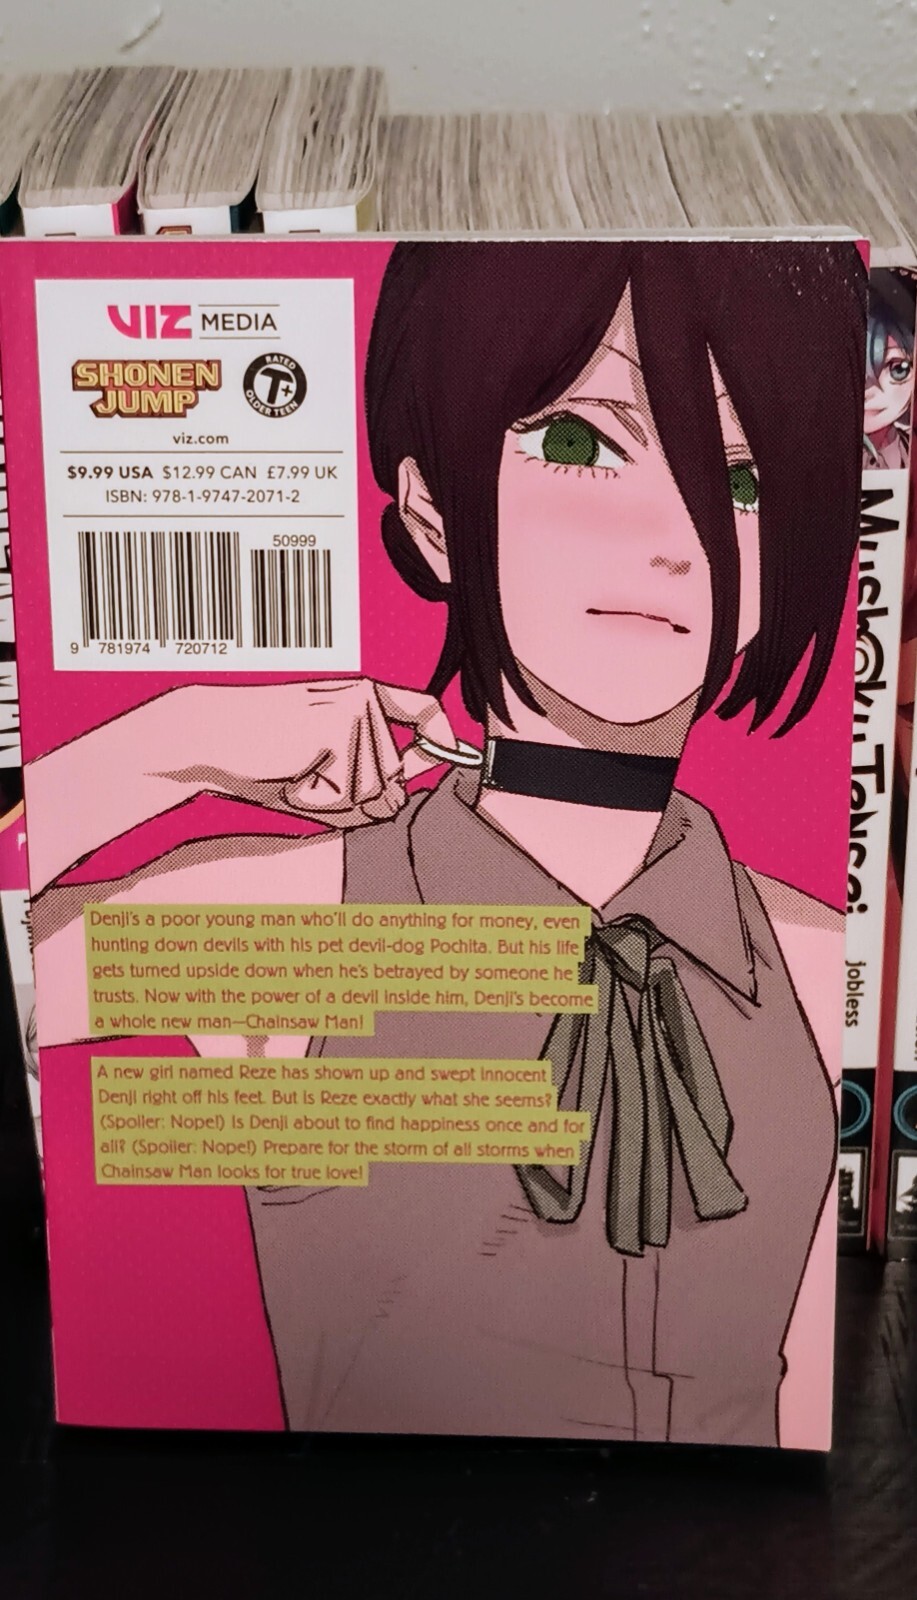 VIZ MEDIA
SHONEN
JUMP
RATED
T+
OLDER TEEN
viz.com
$9.99 USA $12.99 CAN £7.99 UK
ISBN: 978-1-9747-2071-2
50999
9 781974 720712
Denji's a poor young man who'll do anything for money, even
hunting down devils with his pet devil-dog Pochita. But his life
gets turned upside down when he's betrayed by someone he
trusts. Now with the power of a devil inside him, Denji's become
a whole new man—Chainsaw Man!
A new girl named Reze has shown up and swept innocent
Denji right off his feet. But is Reze exactly what she seems?
(Spoiler: Nope!) Is Denji about to find happiness once and for
all? (Spoiler: Nope!) Prepare for the storm of all storms when
Chainsaw Man looks for true love!
Mushoku Tensei:
jobless